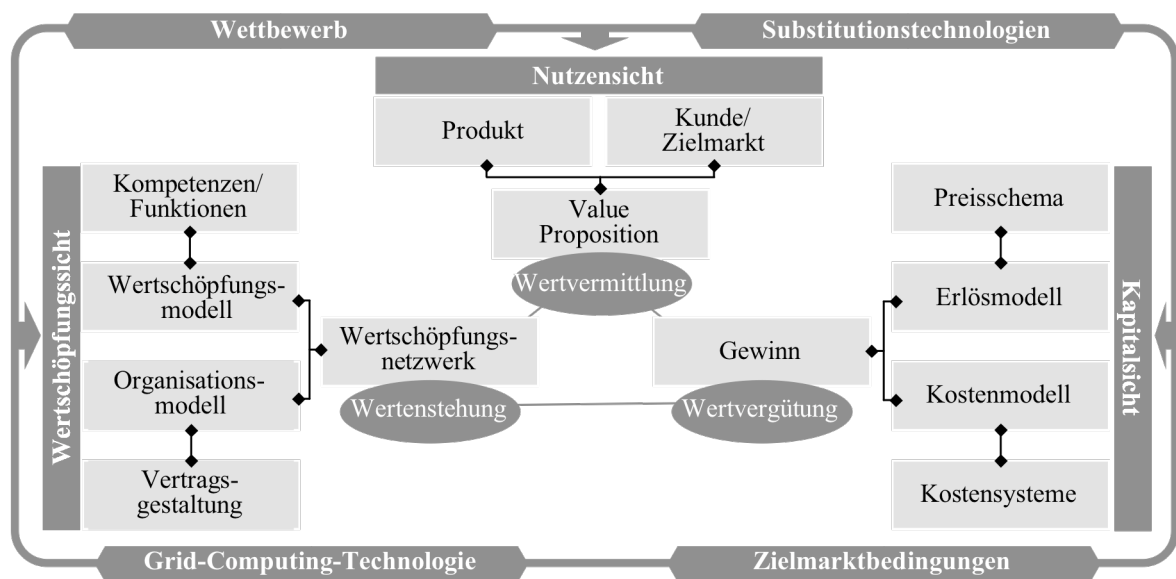 Wettbewerb
Substitutionstechnologien
Nutzensicht
Produkt
Kunde/
Zielmarkt
Value
Proposition
Wertvermittlung
Wertschöpfungssicht
Kompetenzen/
Funktionen
Wertschöpfungs-
modell
Organisations-
modell
Vertrags-
gestaltung
Wertschöpfungs-
netzwerk
Wertenstehung
Gewinn
Wertvergütung
Preisschema
Erlösmodell
Kostenmodell
Kostensysteme
Kapitalsicht
Grid-Computing-Technologie
Zielmarktbedingungen